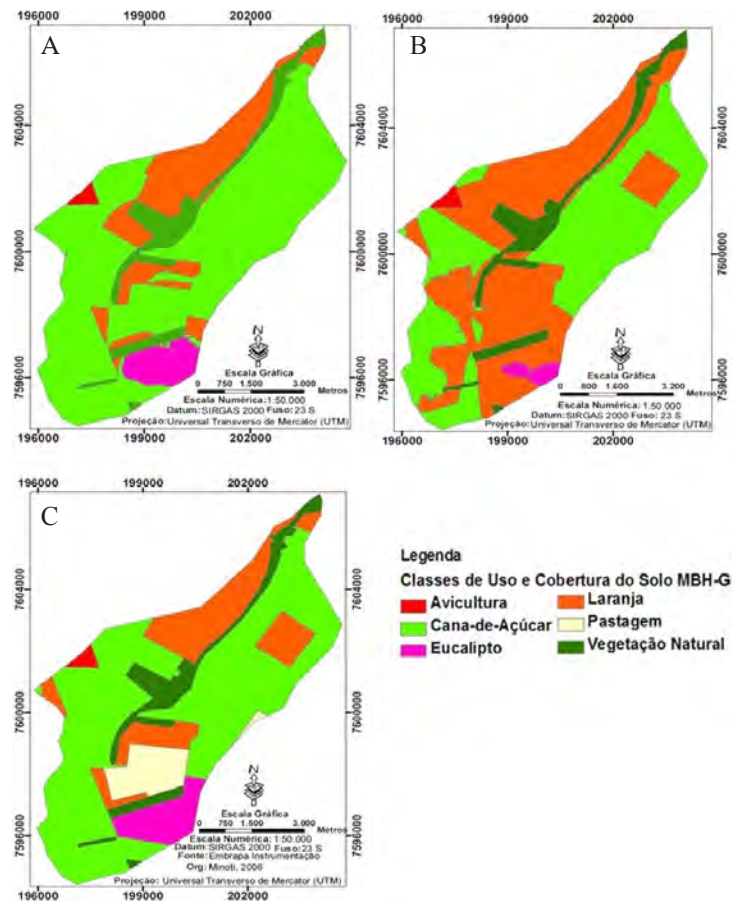 196000 199000 202000
A
7604000
7600000
7596000
N
Escala Gráfica
0 750 1.500 3.000
Metros
Escala Numérica: 1:50.000
Datum: SIRGAS 2000 Fuso: 23 S
Projeção: Universal Transverso de Mercator (UTM)
196000 199000 202000
196000 199000 202000
B
7604000
7600000
7596000
N
Escala Gráfica
0 800 1.600 3.200
Metros
Escala Numérica: 1:50 000
Datum: SIRGAS 2000 Fuso: 23 S
Projeção: Universal Transverso de Mercator (UTM)
196000 199000 202000
196000 199000 202000
C
7604000
7600000
7596000
N
Escala Gráfica
0 750 1.500 3.000
Metros
Escala Numérica: 1:50.000
Datum: SIRGAS 2000 Fuso: 23 S
Fonte: Embrapa Instrumentação
Org: Minoti, 2006
Projeção: Universal Transverso de Mercator (UTM)
196000 199000 202000
Legenda
Classes de Uso e Cobertura do Solo MBH-G
Avicultura
Cana-de-Açúcar
Eucalipto
Laranja
Pastagem
Vegetação Natural